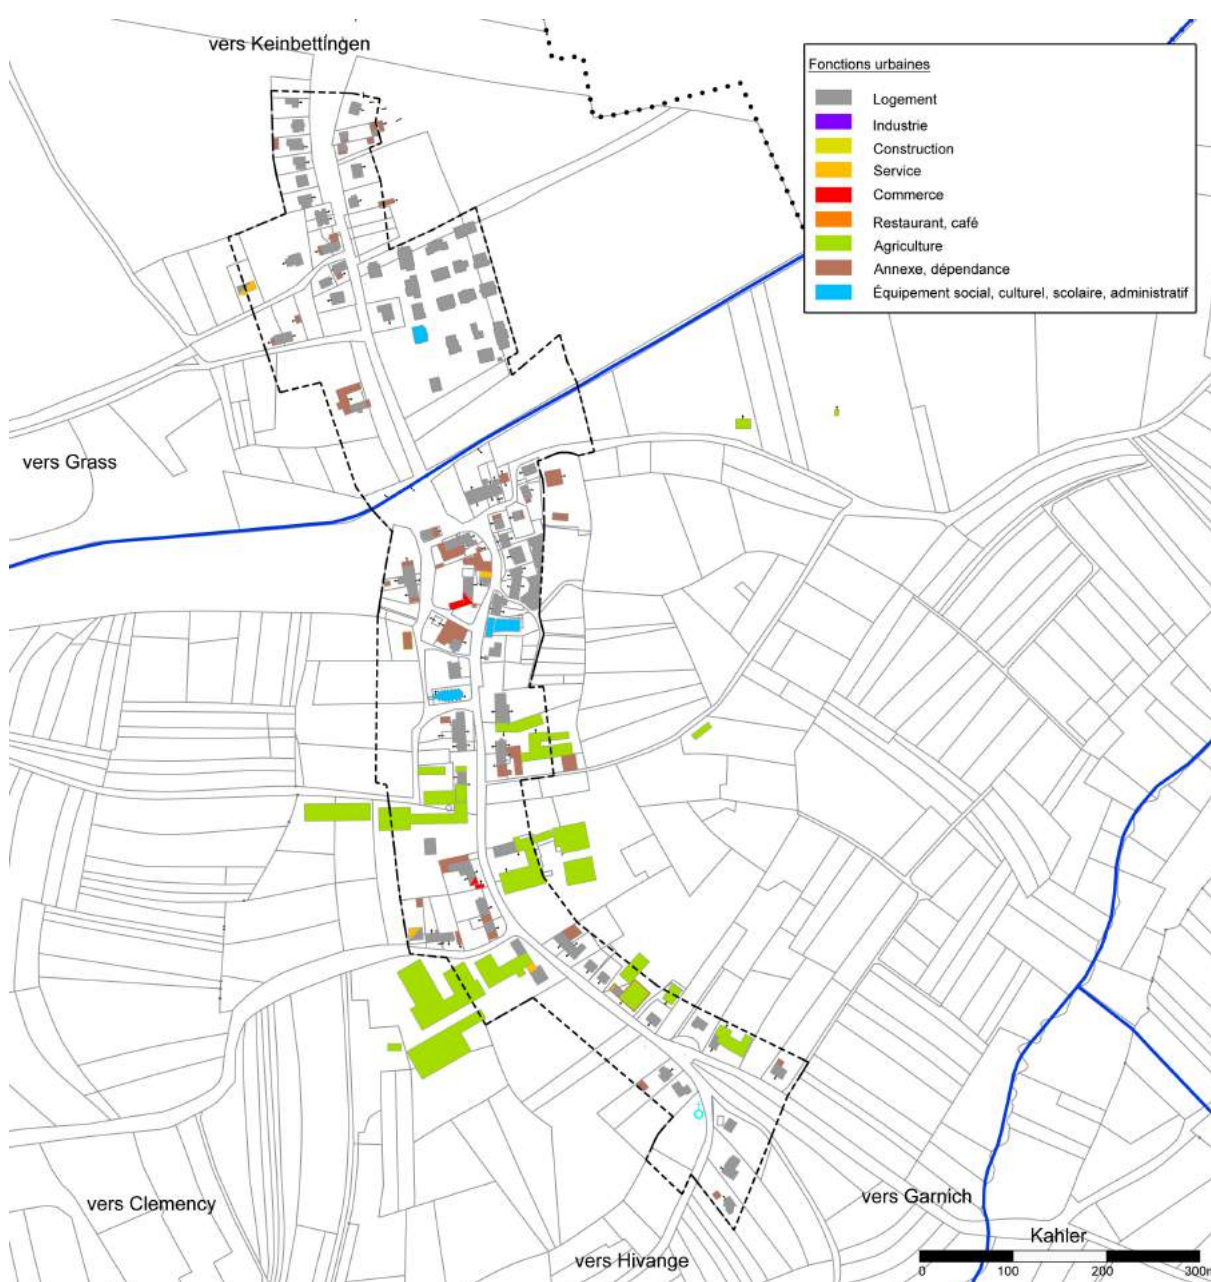 vers Keinbettingen
Fonctions urbaines
Logement
Industrie
Construction
Service
Commerce
Restaurant, café
Agriculture
Annexe, dépendance
Équipement social, culturel, scolaire, administratif
vers Grass
vers Clemency
vers Garnich
Kahler
vers Hivange
0 100 200 300m